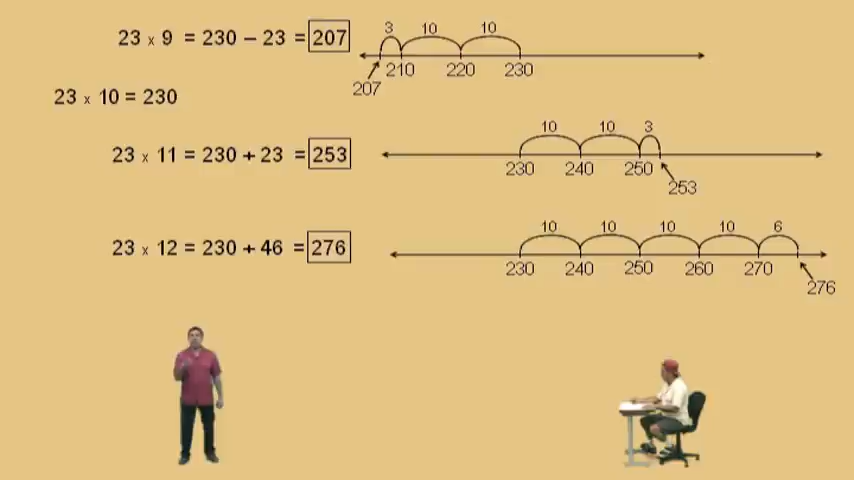 23 x 9 = 230 − 23 = 207
3 10 10
210 220 230
207
23 x 10 = 230
23 x 11 = 230 + 23 = 253
10 10 3
230 240 250
253
23 x 12 = 230 + 46 = 276
10 10 10 10 6
230 240 250 260 270
276